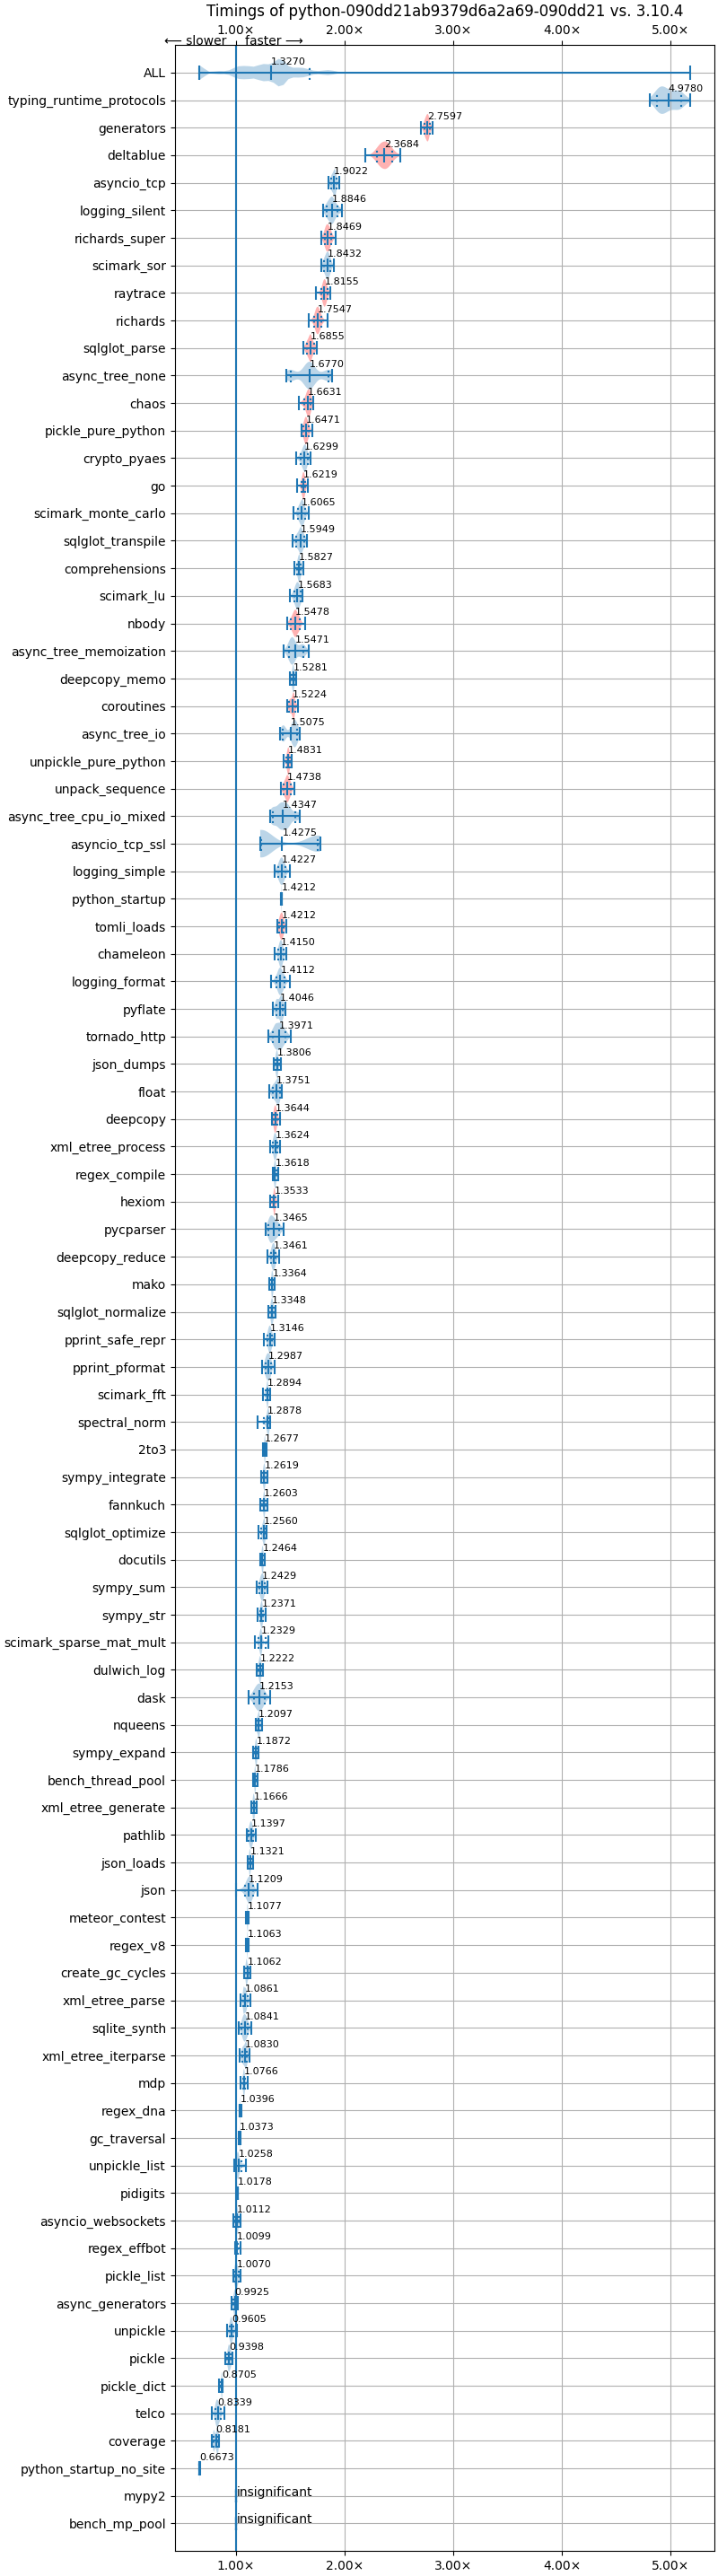 Timings of python-090dd21ab9379d6a2a69-090dd21 vs. 3.10.4
1.00× 2.00× 3.00× 4.00× 5.00×
⟵ slower faster ⟶
ALL 1.3270
typing_runtime_protocols 4.9780
generators 2.7597
deltablue 2.3684
asyncio_tcp 1.9022
logging_silent 1.8846
richards_super 1.8469
scimark_sor 1.8432
raytrace 1.8155
richards 1.7547
sqlglot_parse 1.6855
async_tree_none 1.6770
chaos 1.6631
pickle_pure_python 1.6471
crypto_pyaes 1.6299
go 1.6219
scimark_monte_carlo 1.6065
sqlglot_transpile 1.5949
comprehensions 1.5827
scimark_lu 1.5683
nbody 1.5478
async_tree_memoization 1.5471
deepcopy_memo 1.5281
coroutines 1.5224
async_tree_io 1.5075
unpickle_pure_python 1.4831
unpack_sequence 1.4738
async_tree_cpu_io_mixed 1.4347
asyncio_tcp_ssl 1.4275
logging_simple 1.4227
python_startup 1.4212
tomli_loads 1.4212
chameleon 1.4150
logging_format 1.4112
pyflate 1.4046
tornado_http 1.3971
json_dumps 1.3806
float 1.3751
deepcopy 1.3644
xml_etree_process 1.3624
regex_compile 1.3618
hexiom 1.3533
pycparser 1.3465
deepcopy_reduce 1.3461
mako 1.3364
sqlglot_normalize 1.3348
pprint_safe_repr 1.3146
pprint_pformat 1.2987
scimark_fft 1.2894
spectral_norm 1.2878
2to3 1.2677
sympy_integrate 1.2619
fannkuch 1.2603
sqlglot_optimize 1.2560
docutils 1.2464
sympy_sum 1.2429
sympy_str 1.2371
scimark_sparse_mat_mult 1.2329
dulwich_log 1.2222
dask 1.2153
nqueens 1.2097
sympy_expand 1.1872
bench_thread_pool 1.1786
xml_etree_generate 1.1666
pathlib 1.1397
json_loads 1.1321
json 1.1209
meteor_contest 1.1077
regex_v8 1.1063
create_gc_cycles 1.1062
xml_etree_parse 1.0861
sqlite_synth 1.0841
xml_etree_iterparse 1.0830
mdp 1.0766
regex_dna 1.0396
gc_traversal 1.0373
unpickle_list 1.0258
pidigits 1.0178
asyncio_websockets 1.0112
regex_effbot 1.0099
pickle_list 1.0070
async_generators 0.9925
unpickle 0.9605
pickle 0.9398
pickle_dict 0.8705
telco 0.8339
coverage 0.8181
python_startup_no_site 0.6673
mypy2 insignificant
bench_mp_pool insignificant
1.00× 2.00× 3.00× 4.00× 5.00×